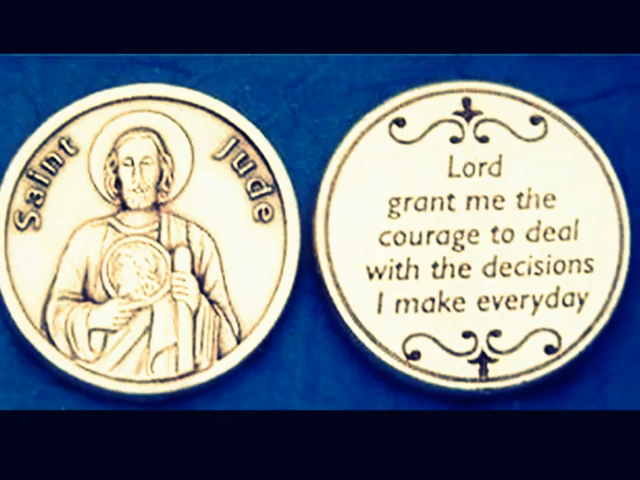 Saint Jude
Lord
grant me the
courage to deal
with the decisions
I make everyday